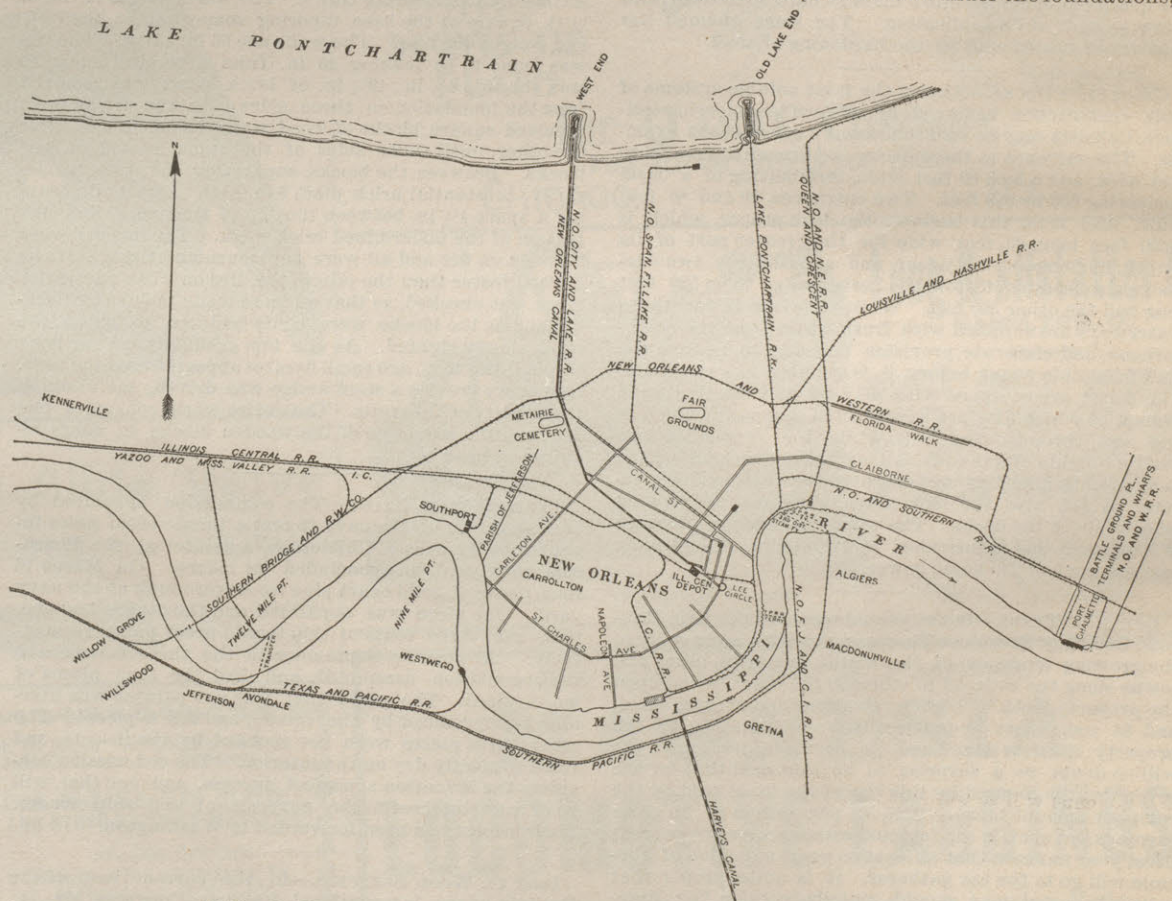 the foundations,
LAKE PONTCHARTRAIN
WEST END
OLD LAKE END
N
NEW ORLEANS CANAL
N.O. CITY AND LAKE R.R.
N.O. SPAN. FT. LAKE R.R.
LAKE PONTCHARTRAIN R.R.
QUEEN AND CRESCENT
N.O. AND N.E. R.R.
LOUISVILLE AND NASHVILLE R.R.
NEW ORLEANS AND WESTERN R.R.
KENNERVILLE
METAIRIE
CEMETERY
FAIR
GROUNDS
FLORIDA WALK
ILLINOIS CENTRAL R.R.
YAZOO AND MISS. VALLEY R.R.
I.C.
CANAL ST.
CLAIBORNE
N.O. AND SOUTHERN R.R.
SOUTHPORT
PARISH OF JEFFERSON
CARLETON AVE.
SOUTHERN BRIDGE AND R.W. CO.
NEW ORLEANS
CARROLLTON
ILL. CEN.
DEPOT
LEE
CIRCLE
RIVER
ALGIERS
BATTLE GROUND PL.
TERMINALS AND WHARFS
N.O. AND W.R.R.
PORT
CHALMETTE
TWELVE MILE PT.
NINE MILE PT.
WILLOW GROVE
WILLSWOOD
TRANSFER
ST. CHARLES AVE.
NAPOLEON AVE
I.C. R.R.
N.O. F.J. AND G.I. R.R.
MACDONUHVILLE
WESTWEGO
JEFFERSON
AVONDALE
TEXAS AND PACIFIC R.R.
MISSISSIPPI
GRETNA
SOUTHERN PACIFIC R.R.
HARVEYS CANAL